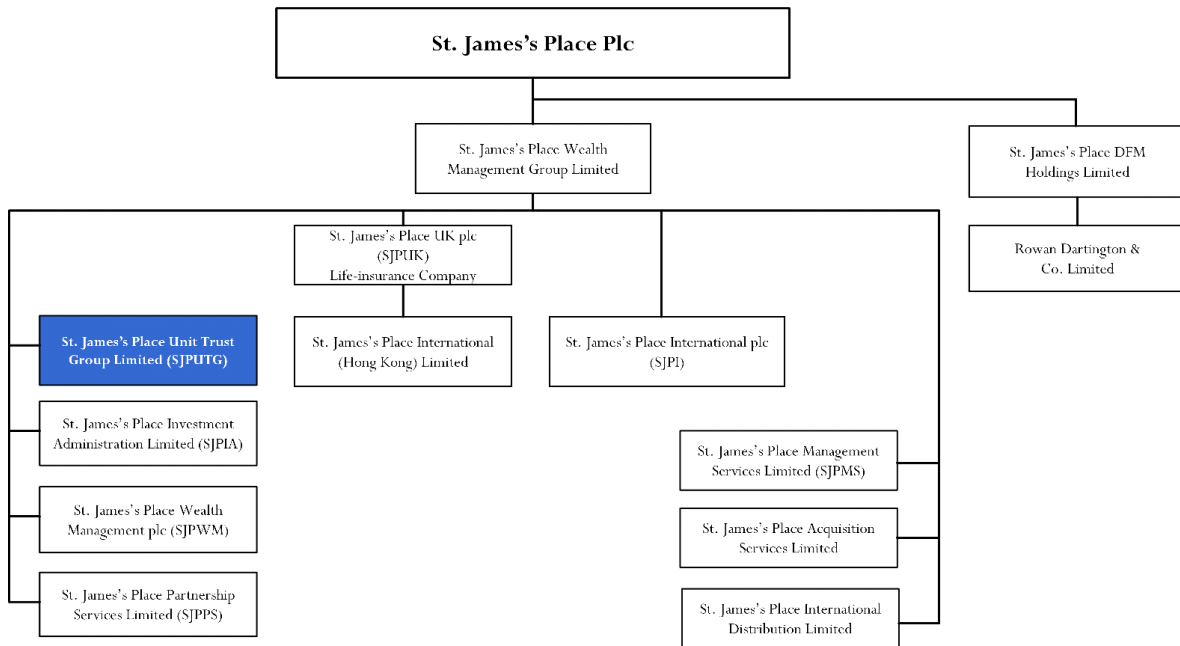 St. James's Place Plc
St. James's Place Wealth
Management Group Limited
St. James's Place DFM
Holdings Limited
St. James's Place UK plc
(SJPUK)
Life-insurance Company
Rowan Dartington &
Co. Limited
St. James's Place Unit Trust
Group Limited (SJPUTG)
St. James's Place International
(Hong Kong) Limited
St. James's Place International plc
(SJPI)
St. James's Place Investment
Administration Limited (SJPIA)
St. James's Place Management
Services Limited (SJPMS)
St. James's Place Wealth
Management plc (SJPWM)
St. James's Place Acquisition
Services Limited
St. James's Place Partnership
Services Limited (SJPPS)
St. James's Place International
Distribution Limited